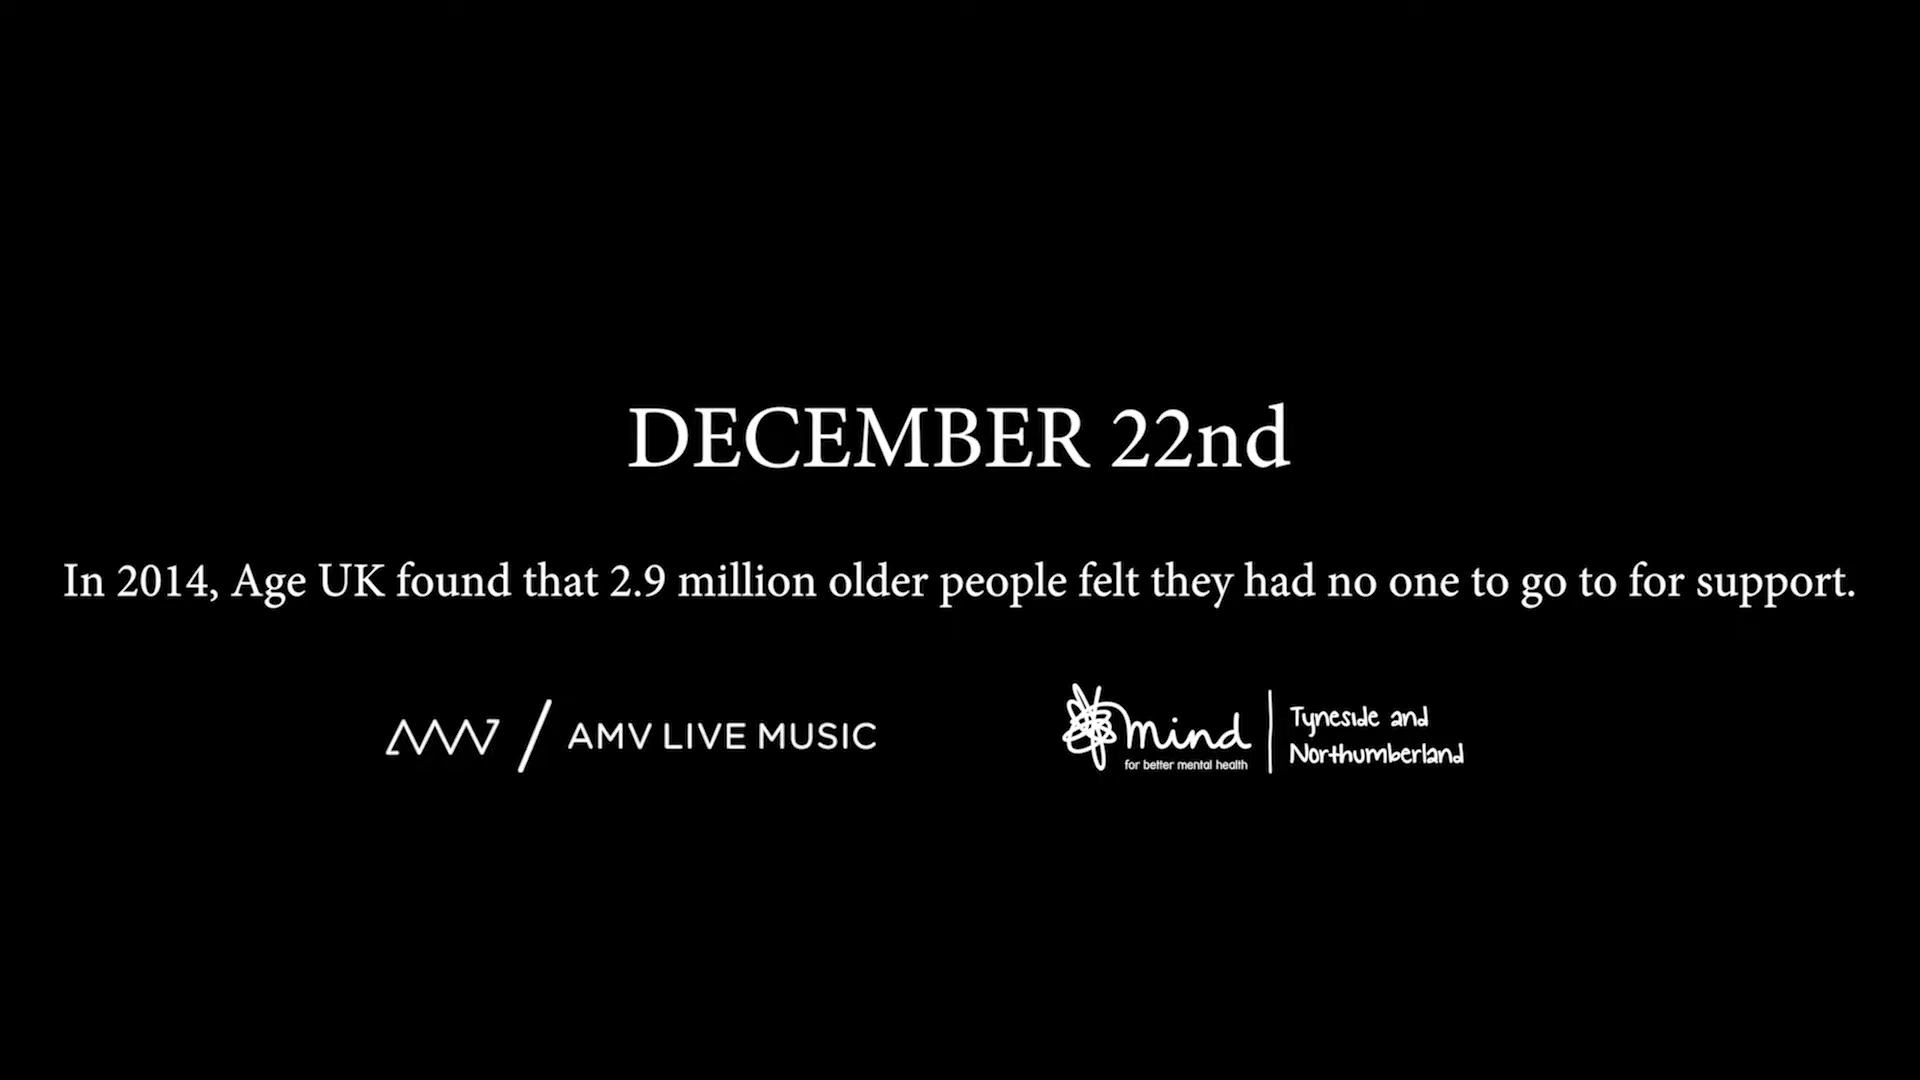 DECEMBER 22nd
In 2014, Age UK found that 2.9 million older people felt they had no one to go to for support.
AMV / AMV LIVE MUSIC
mind
for better mental health
Tyneside and
Northumberland